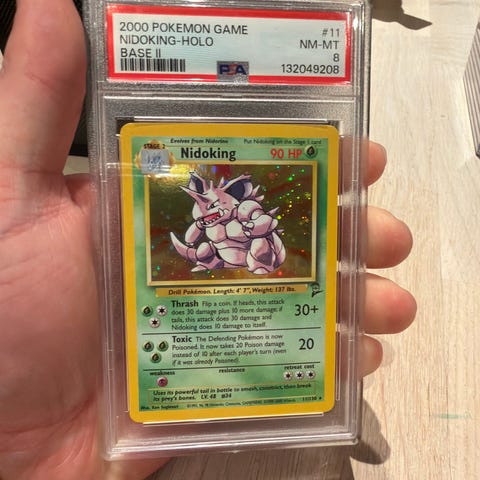 2000 POKEMON GAME #11
NIDOKING-HOLO NM-MT
BASE II 8
PSA 132049208
Evolves from Nidorino Put Nidoking on the Stage 1 card
STAGE 2
Nidoking 90 HP
Drill Pokémon. Length: 4' 7", Weight: 137 lbs.
Thrash Flip a coin. If heads, this attack
does 30 damage plus 10 more damage; if
tails, this attack does 30 damage and
Nidoking does 10 damage to itself.
30+
Toxic The Defending Pokémon is now
Poisoned. It now takes 20 Poison damage
instead of 10 after each player's turn (even
if it was already Poisoned).
20
weakness resistance retreat cost
Uses its powerful tail in battle to smash, constrict, then break
its prey's bones. LV. 48 #34
Illus. Ken Sugimori
11/130